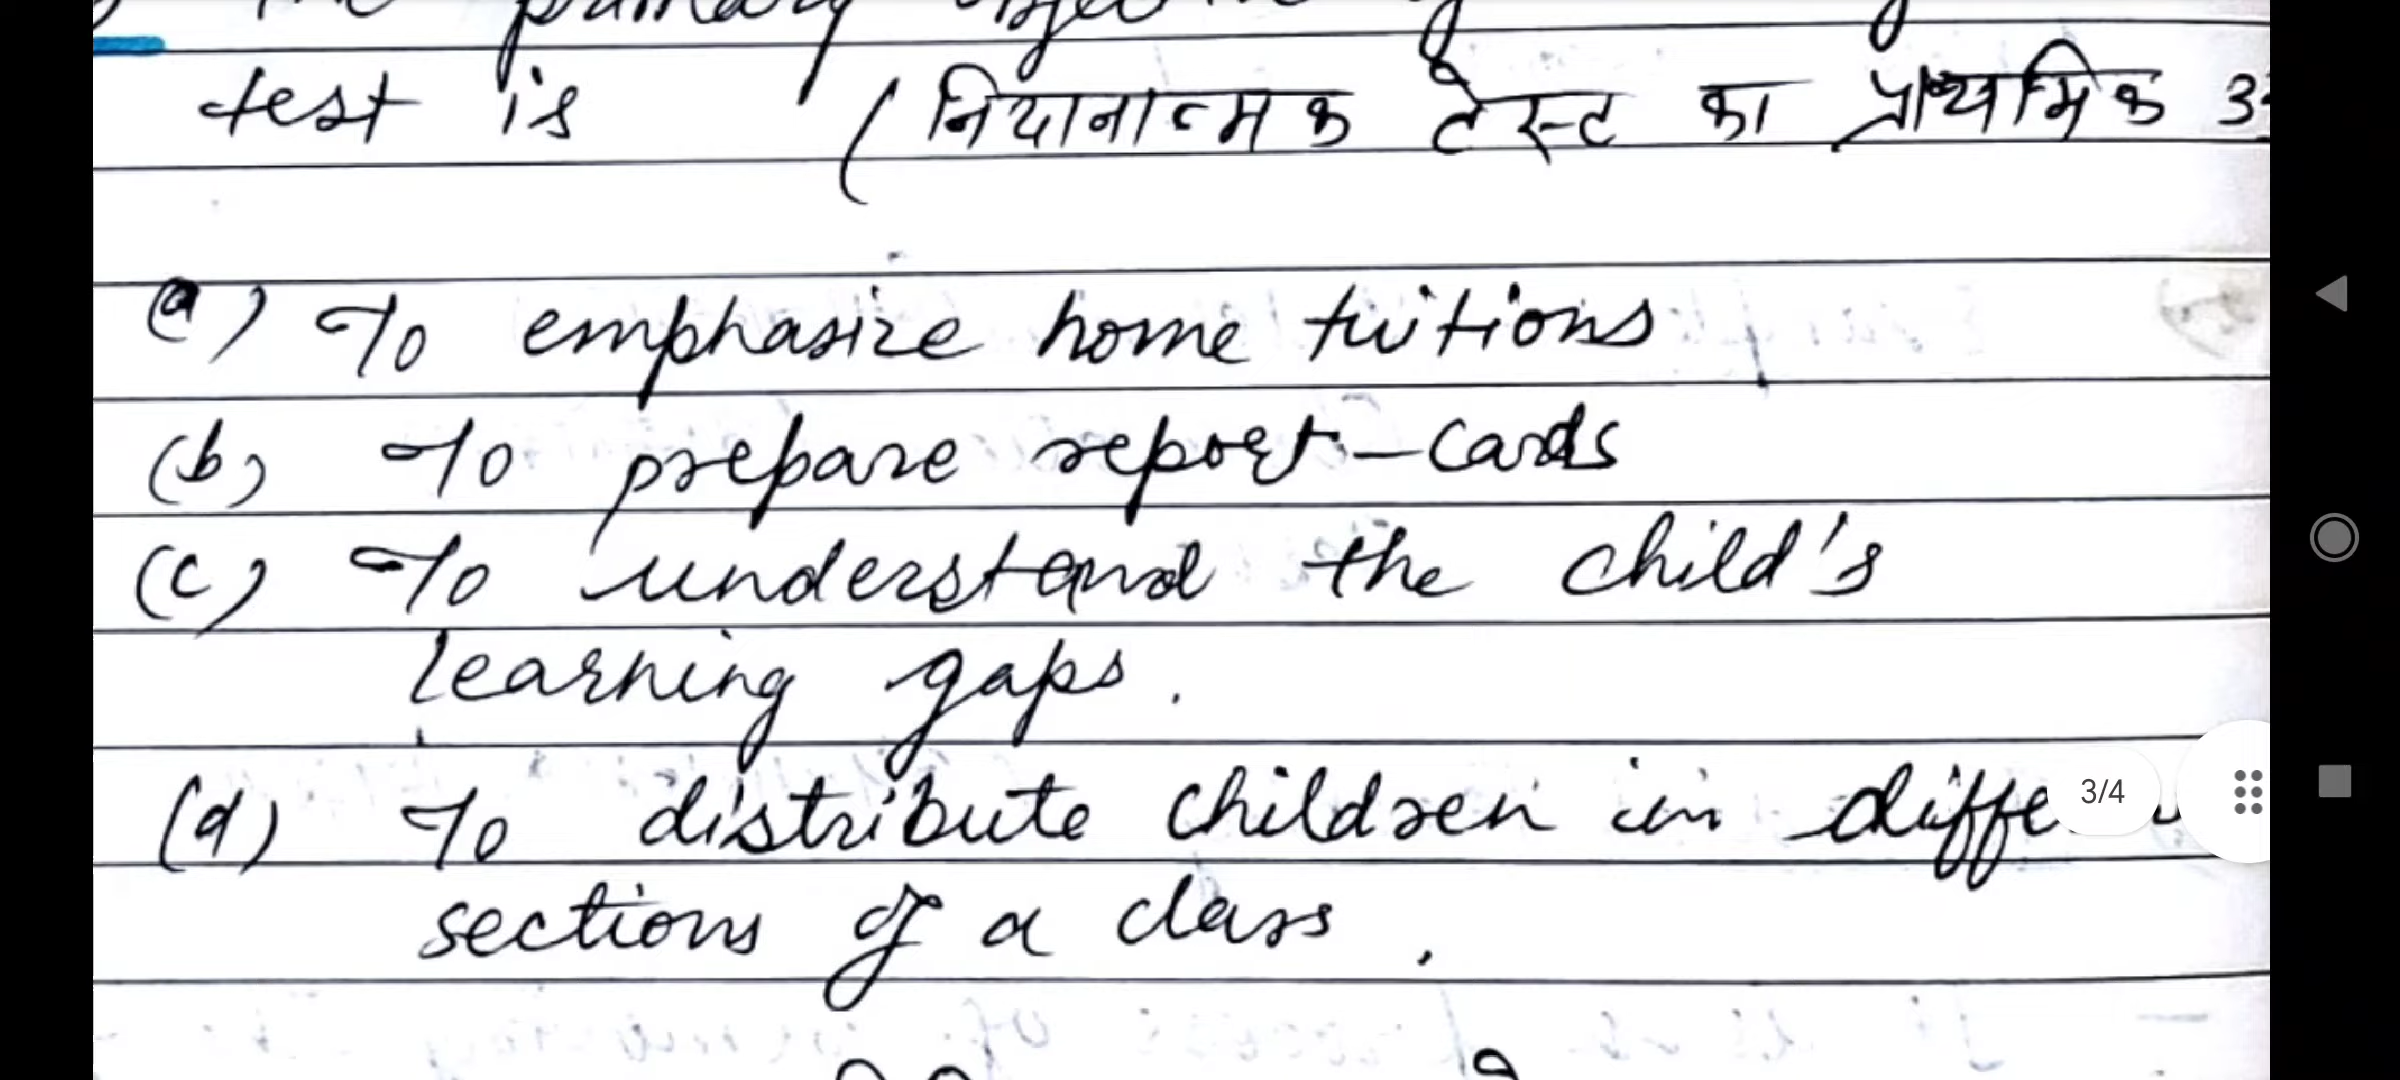 primary
test is (नियानात्मक टेस्ट का प्राथमिक
(a) To emphasize home tuitions
(b) To prepare report-cards
(c) To understand the child's
learning gaps.
(d) To distribute children in
3/4
sections of a class.